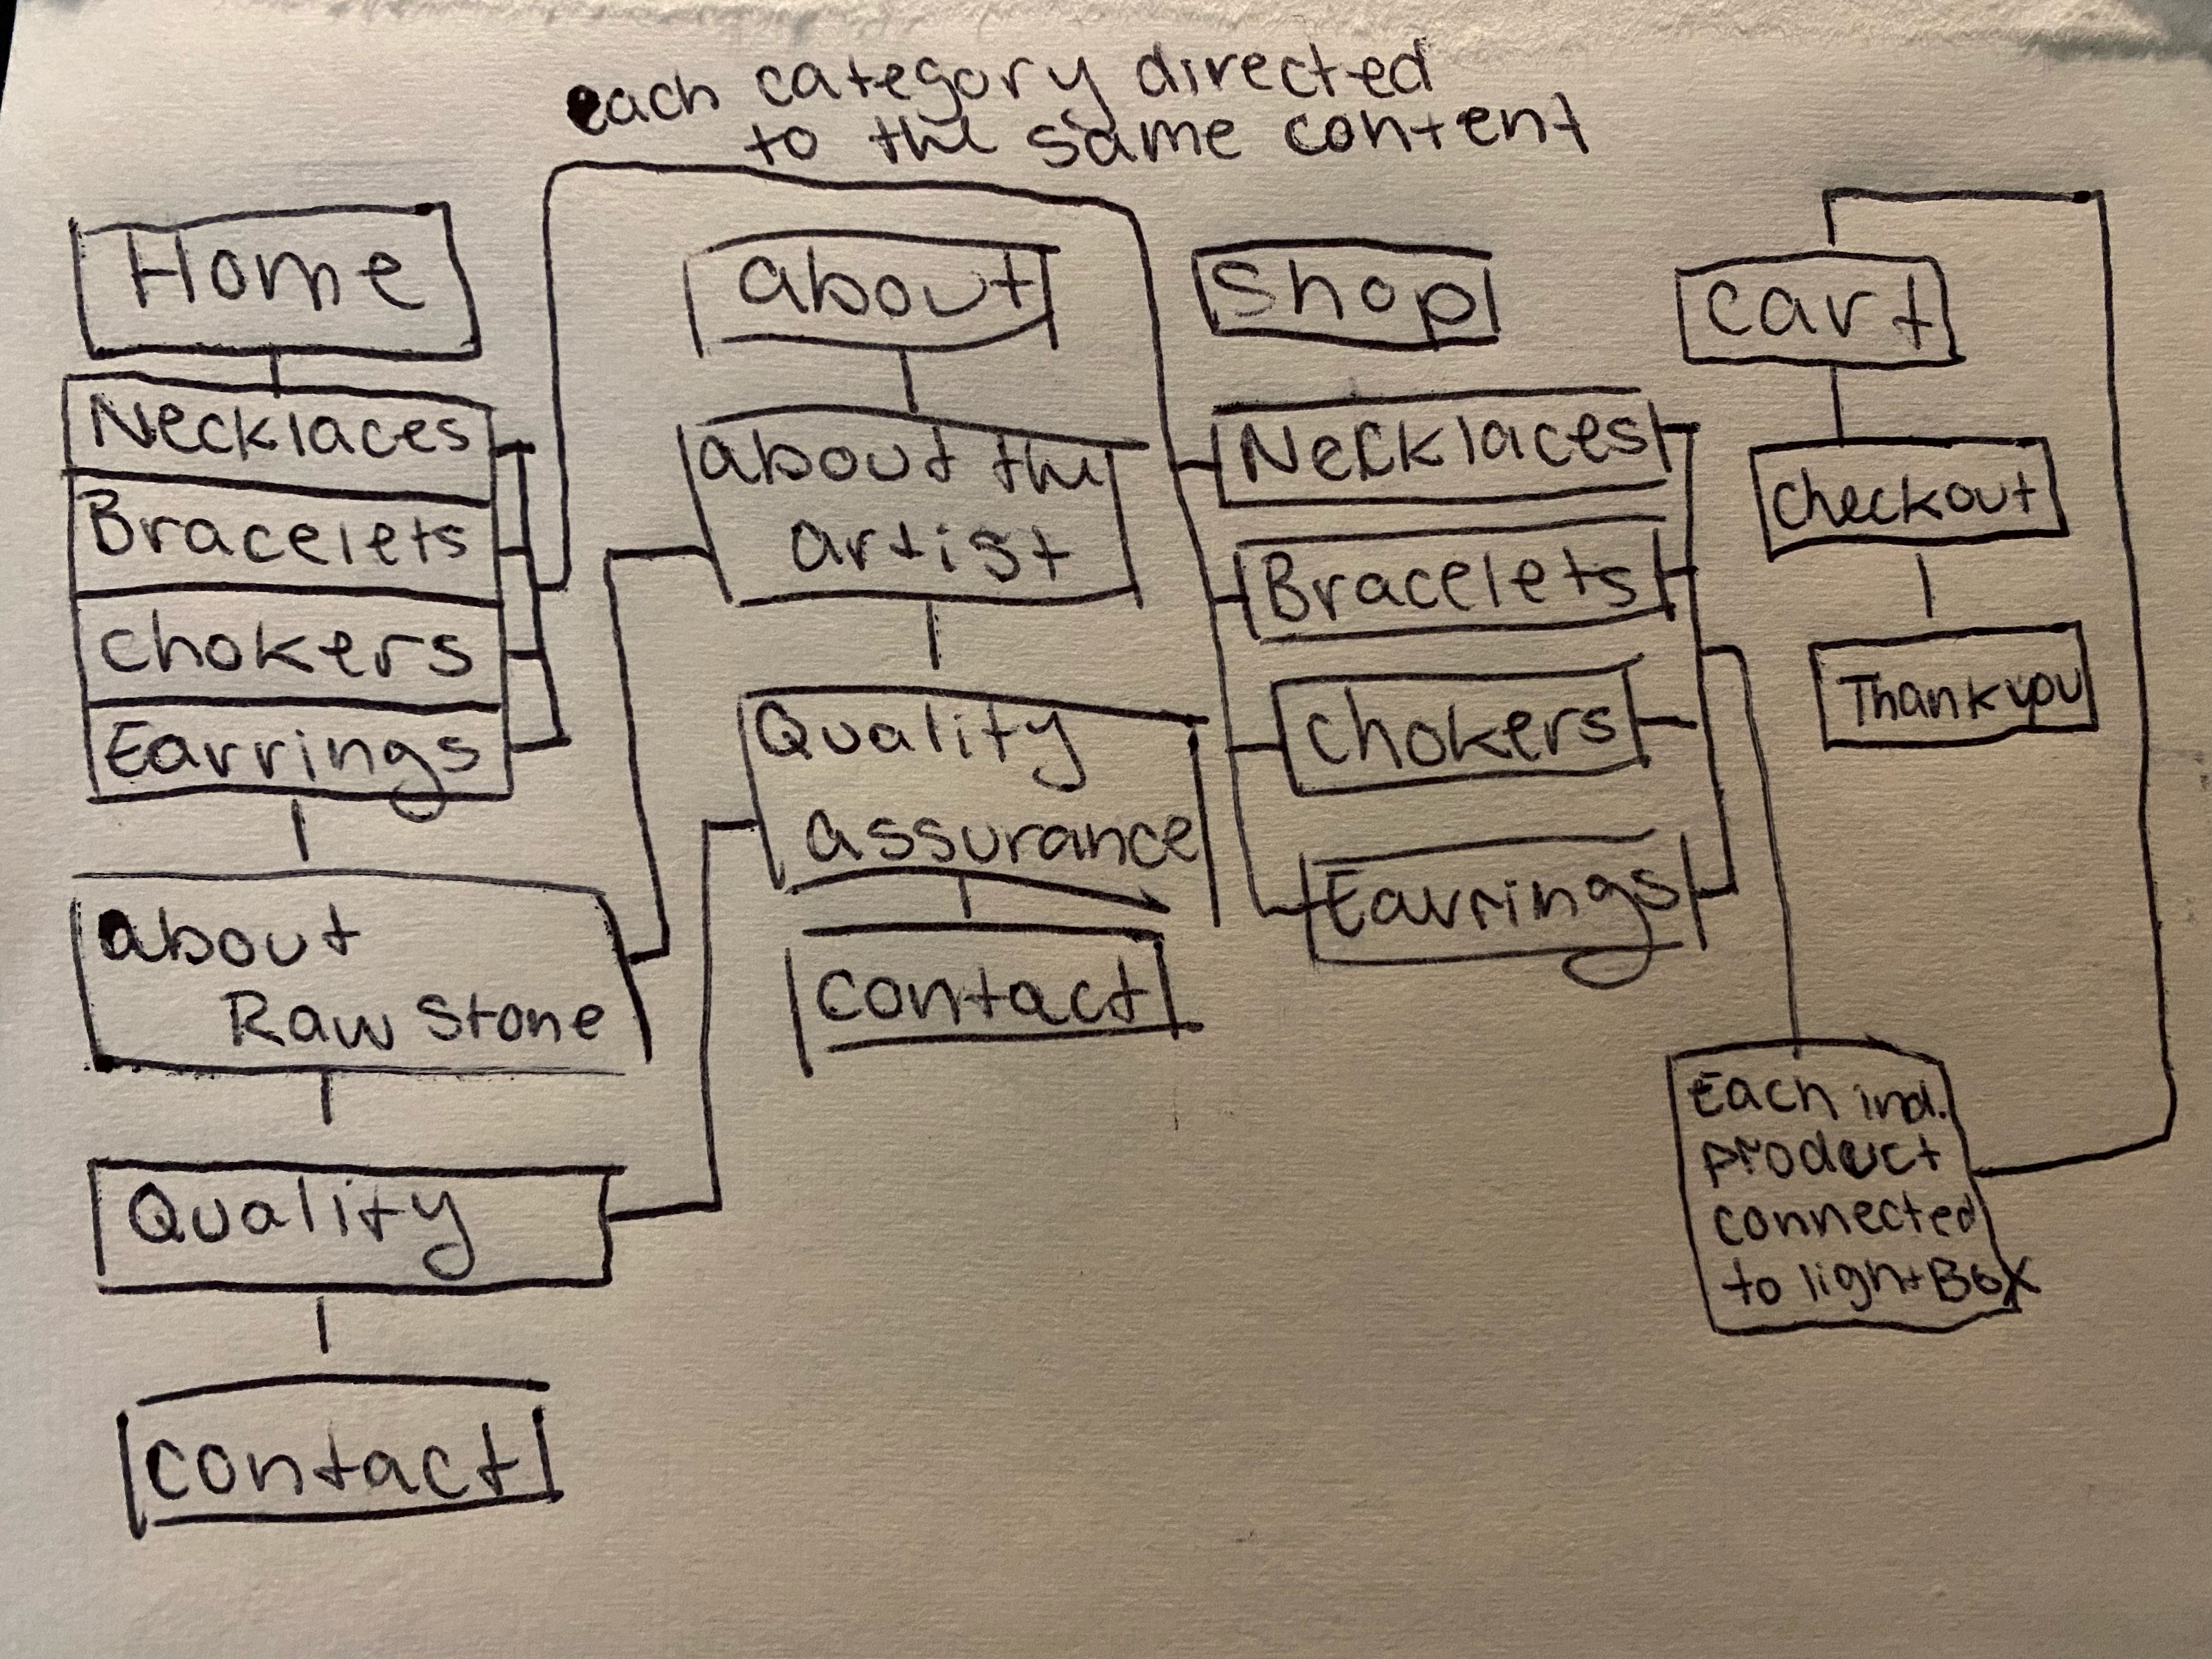 each category directed
to the same content
Home
Necklaces
Bracelets
chokers
Earrings
about
Raw Stone
Quality
contact
about
about the
artist
Quality
assurance
contact
Shop
Necklaces
Bracelets
chokers
Earrings
cart
checkout
Thank you
Each ind.
product
connected
to lightBox